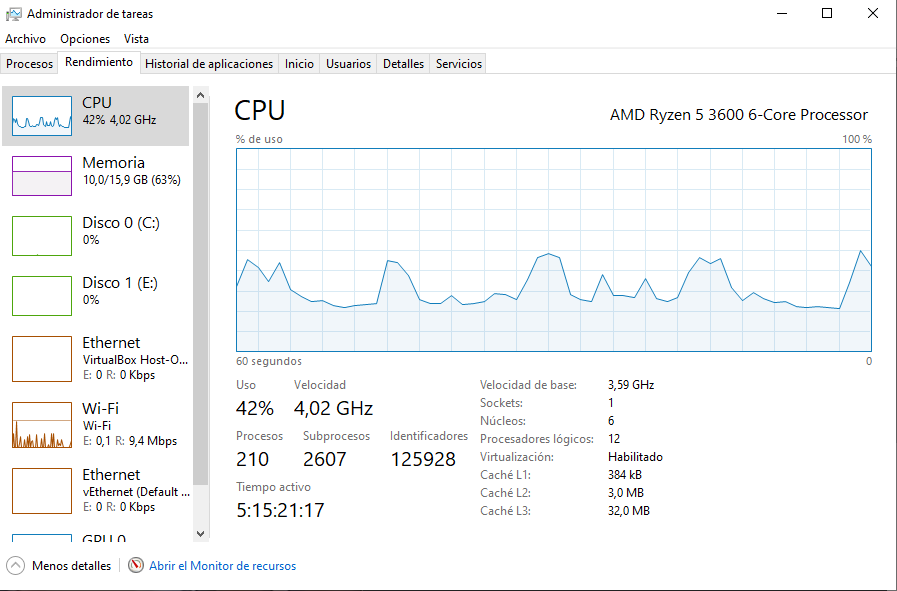 Administrador de tareas
Archivo Opciones Vista
Procesos Rendimiento Historial de aplicaciones Inicio Usuarios Detalles Servicios
CPU
42% 4,02 GHz
Memoria
10,0/15,9 GB (63%)
Disco 0 (C:)
0%
Disco 1 (E:)
0%
Ethernet
VirtualBox Host-O...
E: 0 R: 0 Kbps
Wi-Fi
Wi-Fi
E: 0,1 R: 9,4 Mbps
Ethernet
vEthernet (Default ...
E: 0 R: 0 Kbps
GPU 0
CPU AMD Ryzen 5 3600 6-Core Processor
% de uso 100 %
60 segundos 0
Uso Velocidad
42% 4,02 GHz
Procesos Subprocesos Identificadores
210 2607 125928
Tiempo activo
5:15:21:17
Velocidad de base: 3,59 GHz
Sockets: 1
Núcleos: 6
Procesadores lógicos: 12
Virtualización: Habilitado
Caché L1: 384 kB
Caché L2: 3,0 MB
Caché L3: 32,0 MB
Menos detalles Abrir el Monitor de recursos